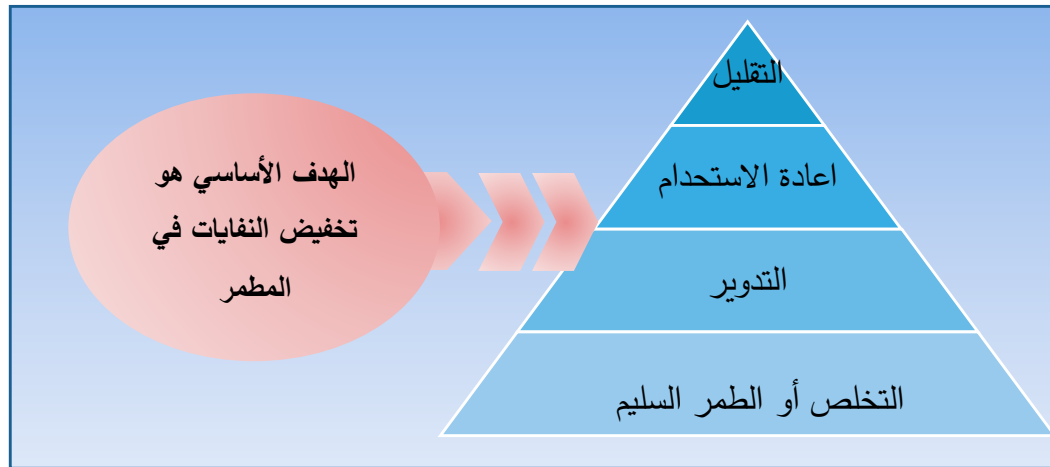 الهدف الأساسي هو
تخفيض النفايات في
المطمر
التقليل
اعادة الاستحدام
التدوير
التخلص أو الطمر السليم